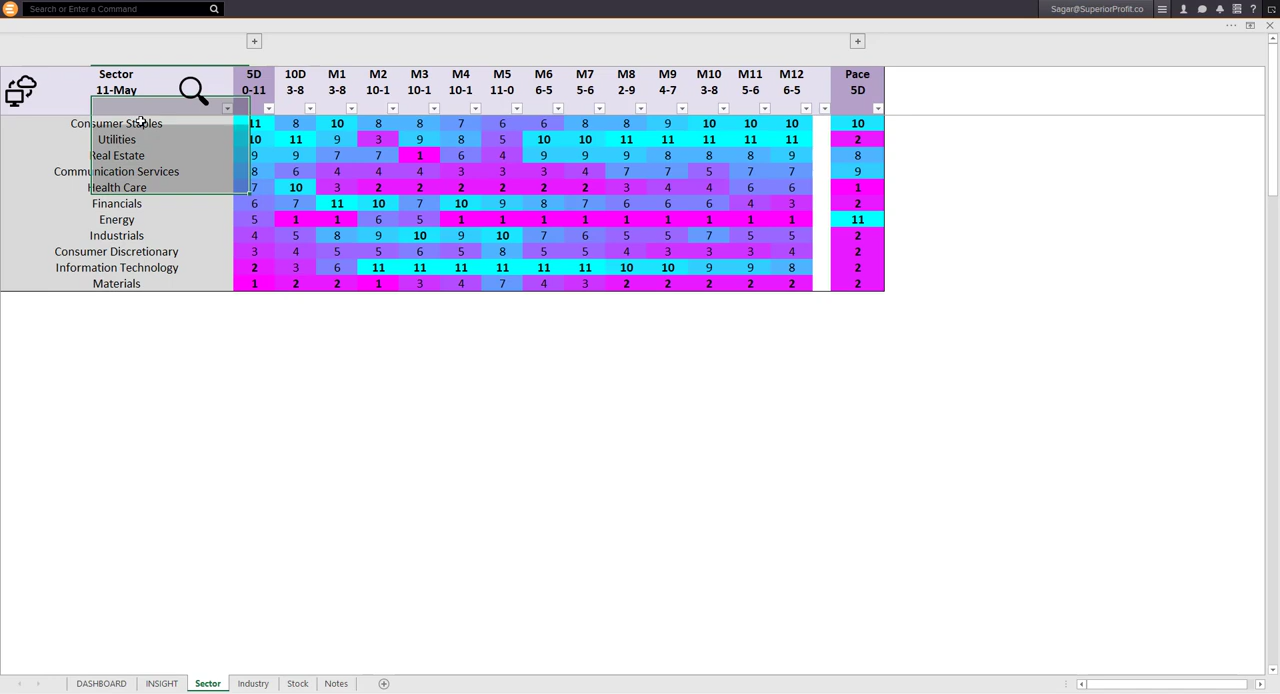 Search or Enter a Command
Sagar@SuperiorProfit.co
Sector 5D 10D M1 M2 M3 M4 M5 M6 M7 M8 M9 M10 M11 M12 Pace
11-May 0-11 3-8 3-8 10-1 10-1 10-1 11-0 6-5 5-6 2-9 4-7 3-8 5-6 6-5 5D
Consumer Staples 11 8 10 8 8 7 6 6 8 8 9 10 10 10 10
Utilities 10 11 9 3 9 8 5 10 10 11 11 11 11 11 2
Real Estate 9 9 7 7 1 6 4 9 9 9 8 8 8 9 8
Communication Services 8 6 4 4 4 3 3 3 4 7 7 5 7 7 9
Health Care 7 10 3 2 2 2 2 2 2 3 4 4 6 6 1
Financials 6 7 11 10 7 10 9 8 7 6 6 6 4 3 2
Energy 5 1 1 6 5 1 1 1 1 1 1 1 1 1 11
Industrials 4 5 8 9 10 9 10 7 6 5 5 7 5 5 2
Consumer Discretionary 3 4 5 5 6 5 8 5 5 4 3 3 3 4 2
Information Technology 2 3 6 11 11 11 11 11 11 10 10 9 9 8 2
Materials 1 2 2 1 3 4 7 4 3 2 2 2 2 2 2
DASHBOARD INSIGHT Sector Industry Stock Notes